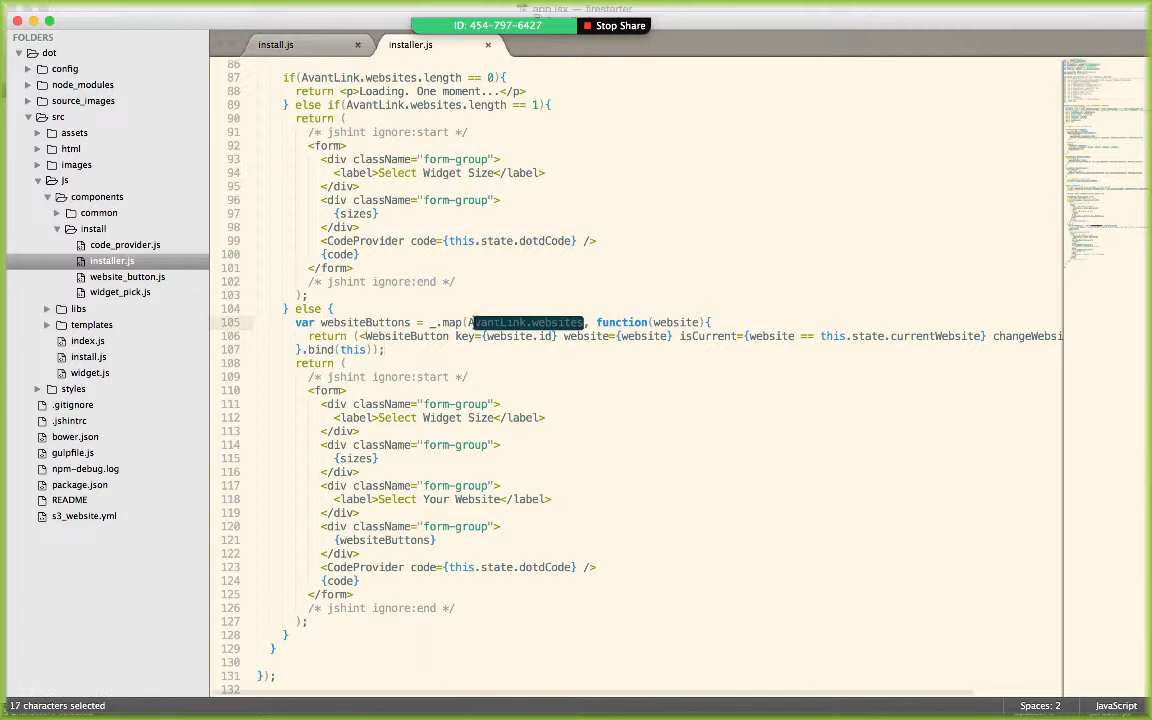 app.jsx — firestarter
ID: 454-797-6427
Stop Share
FOLDERS
dot
config
node_modules
source_images
src
assets
html
images
js
components
common
install
code_provider.js
installer.js
website_button.js
widget_pick.js
libs
templates
index.js
install.js
widget.js
styles
.gitignore
.jshintrc
bower.json
gulpfile.js
npm-debug.log
package.json
README
s3_website.yml
install.js ×
installer.js ×
86
87 if(AvantLink.websites.length == 0){
88 return <p>Loading. One moment...</p>
89 } else if(AvantLink.websites.length == 1){
90 return (
91 /* jshint ignore:start */
92 <form>
93 <div className="form-group">
94 <label>Select Widget Size</label>
95 </div>
96 <div className="form-group">
97 {sizes}
98 </div>
99 <CodeProvider code={this.state.dotdCode} />
100 {code}
101 </form>
102 /* jshint ignore:end */
103 );
104 } else {
105 var websiteButtons = _.map(AvantLink.websites, function(website){
106 return (<WebsiteButton key={website.id} website={website} isCurrent={website == this.state.currentWebsite} changeWebsi
107 }.bind(this));
108 return (
109 /* jshint ignore:start */
110 <form>
111 <div className="form-group">
112 <label>Select Widget Size</label>
113 </div>
114 <div className="form-group">
115 {sizes}
116 </div>
117 <div className="form-group">
118 <label>Select Your Website</label>
119 </div>
120 <div className="form-group">
121 {websiteButtons}
122 </div>
123 <CodeProvider code={this.state.dotdCode} />
124 {code}
125 </form>
126 /* jshint ignore:end */
127 );
128 }
129 }
130
131 });
132
17 characters selected
Spaces: 2
JavaScript